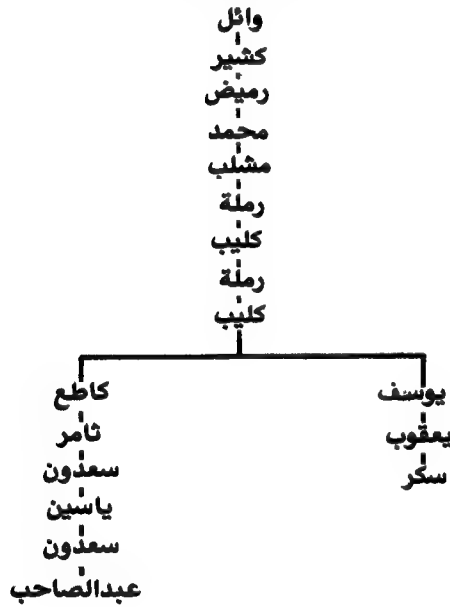 وائل
كشير
رميض
محمد
مشلب
رملة
كليب
رملة
كليب
يوسف
يعقوب
سكر
كاطع
ثامر
سعدون
ياسين
سعدون
عبدالصاحب